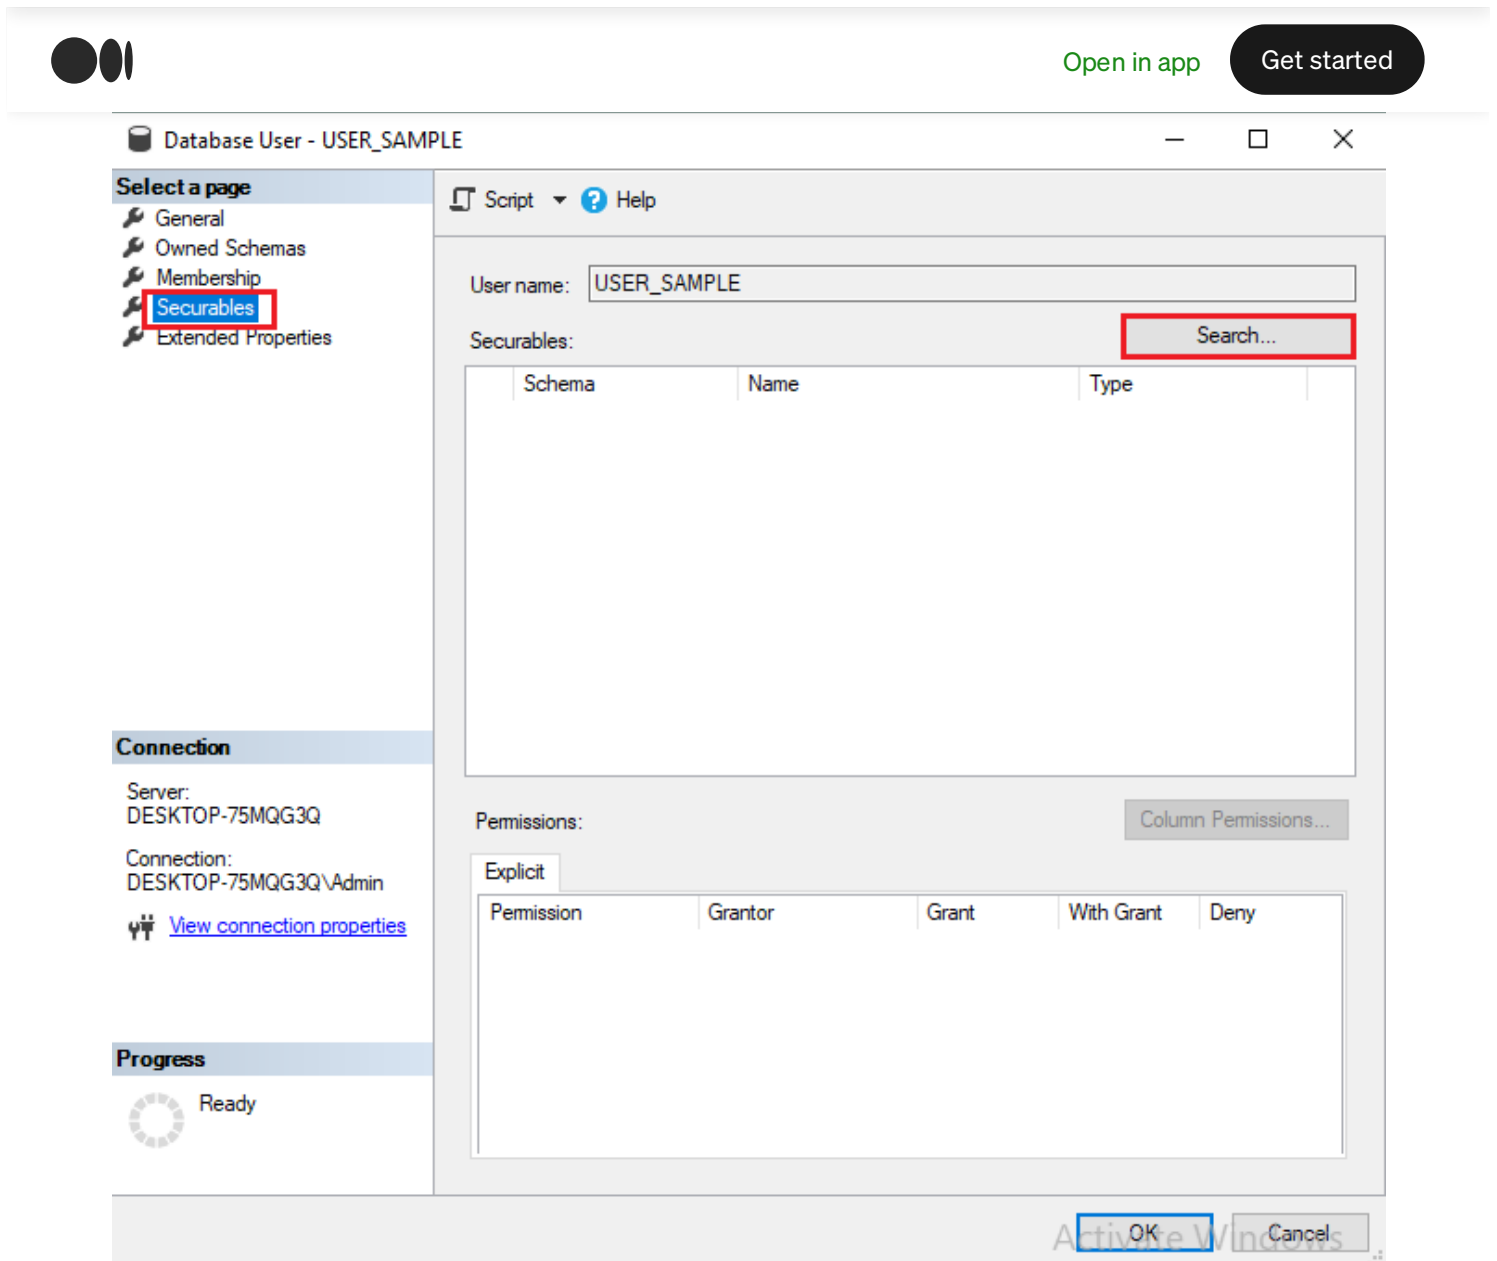 Open in app
Get started
Database User - USER_SAMPLE
Select a page
General
Owned Schemas
Membership
Securables
Extended Properties
Script
Help
User name:
USER_SAMPLE
Securables:
Search...
Schema
Name
Type
Connection
Server:
DESKTOP-75MQG3Q
Connection:
DESKTOP-75MQG3Q\Admin
View connection properties
Permissions:
Column Permissions...
Explicit
Permission
Grantor
Grant
With Grant
Deny
Progress
Ready
OK
Cancel
Activate Windows